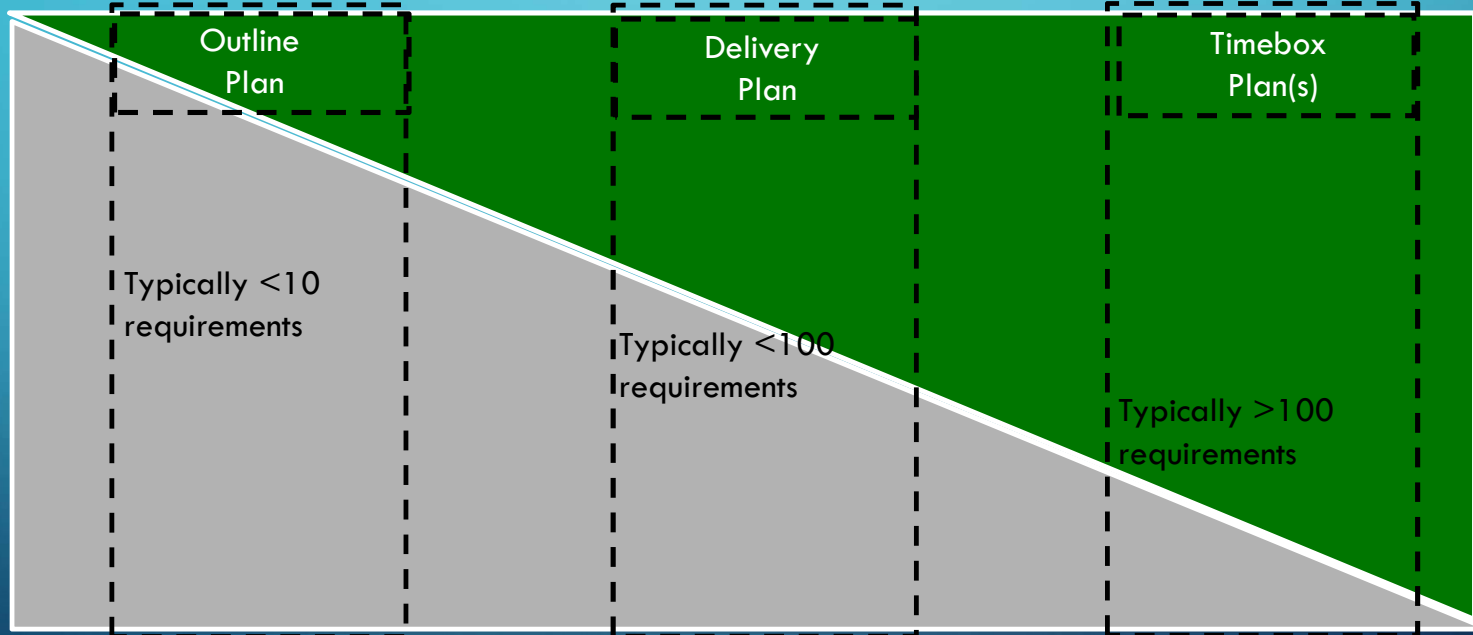 Outline
Plan
Delivery
Plan
Timebox
Plan(s)
Typically <10
requirements
Typically <100
requirements
Typically >100
requirements